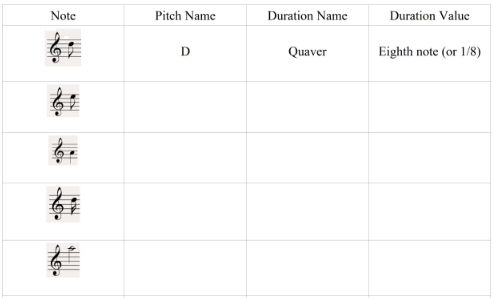 Note Pitch Name Duration Name Duration Value
D Quaver Eighth note (or 1/8)